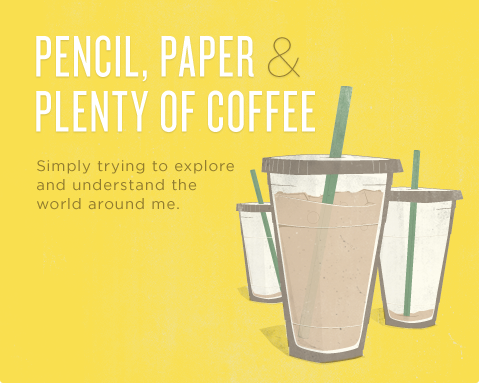 PENCIL, PAPER &
PLENTY OF COFFEE
Simply trying to explore
and understand the
world around me.